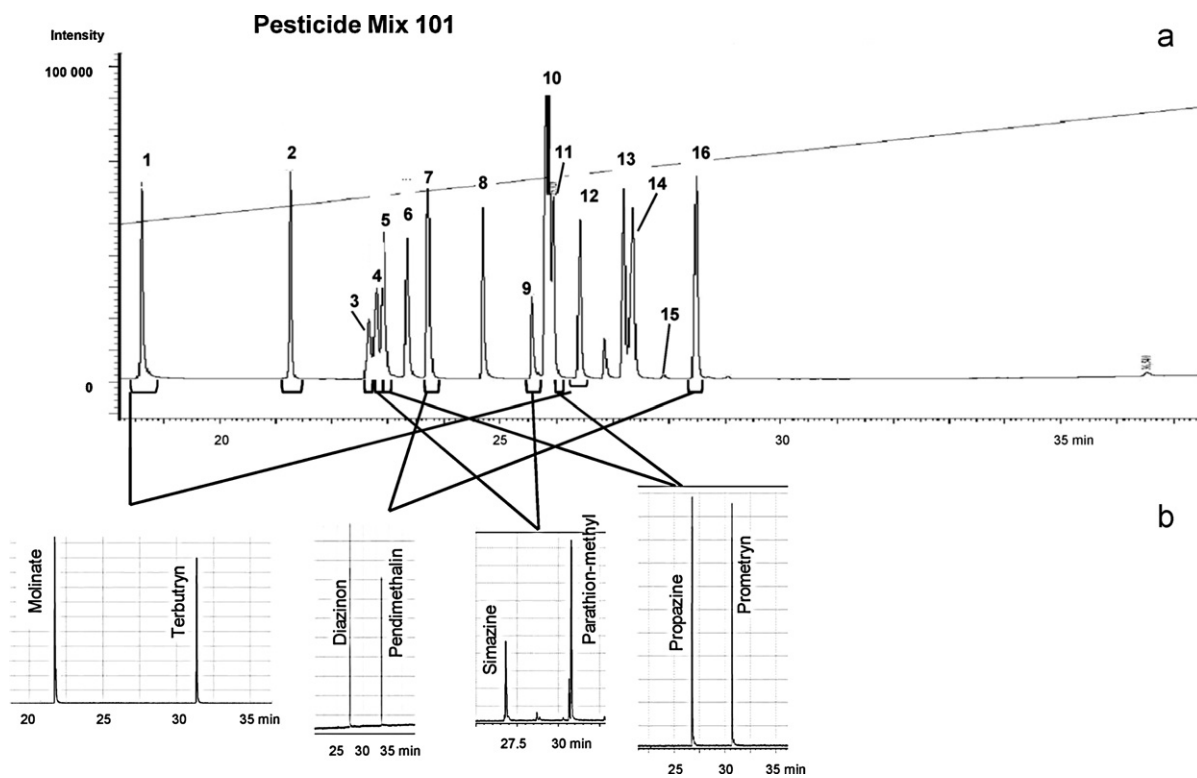 Pesticide Mix 101
a
Intensity
100 000
0
1
2
3
4
5
6
7
8
9
10
11
12
13
14
15
16
20
25
30
35 min
b
Molinate
Terbutryn
20 25 30 35 min
Diazinon
Pendimethalin
25 30 35 min
Simazine
Parathion-methyl
27.5 30 min
Propazine
Prometryn
25 30 35 min